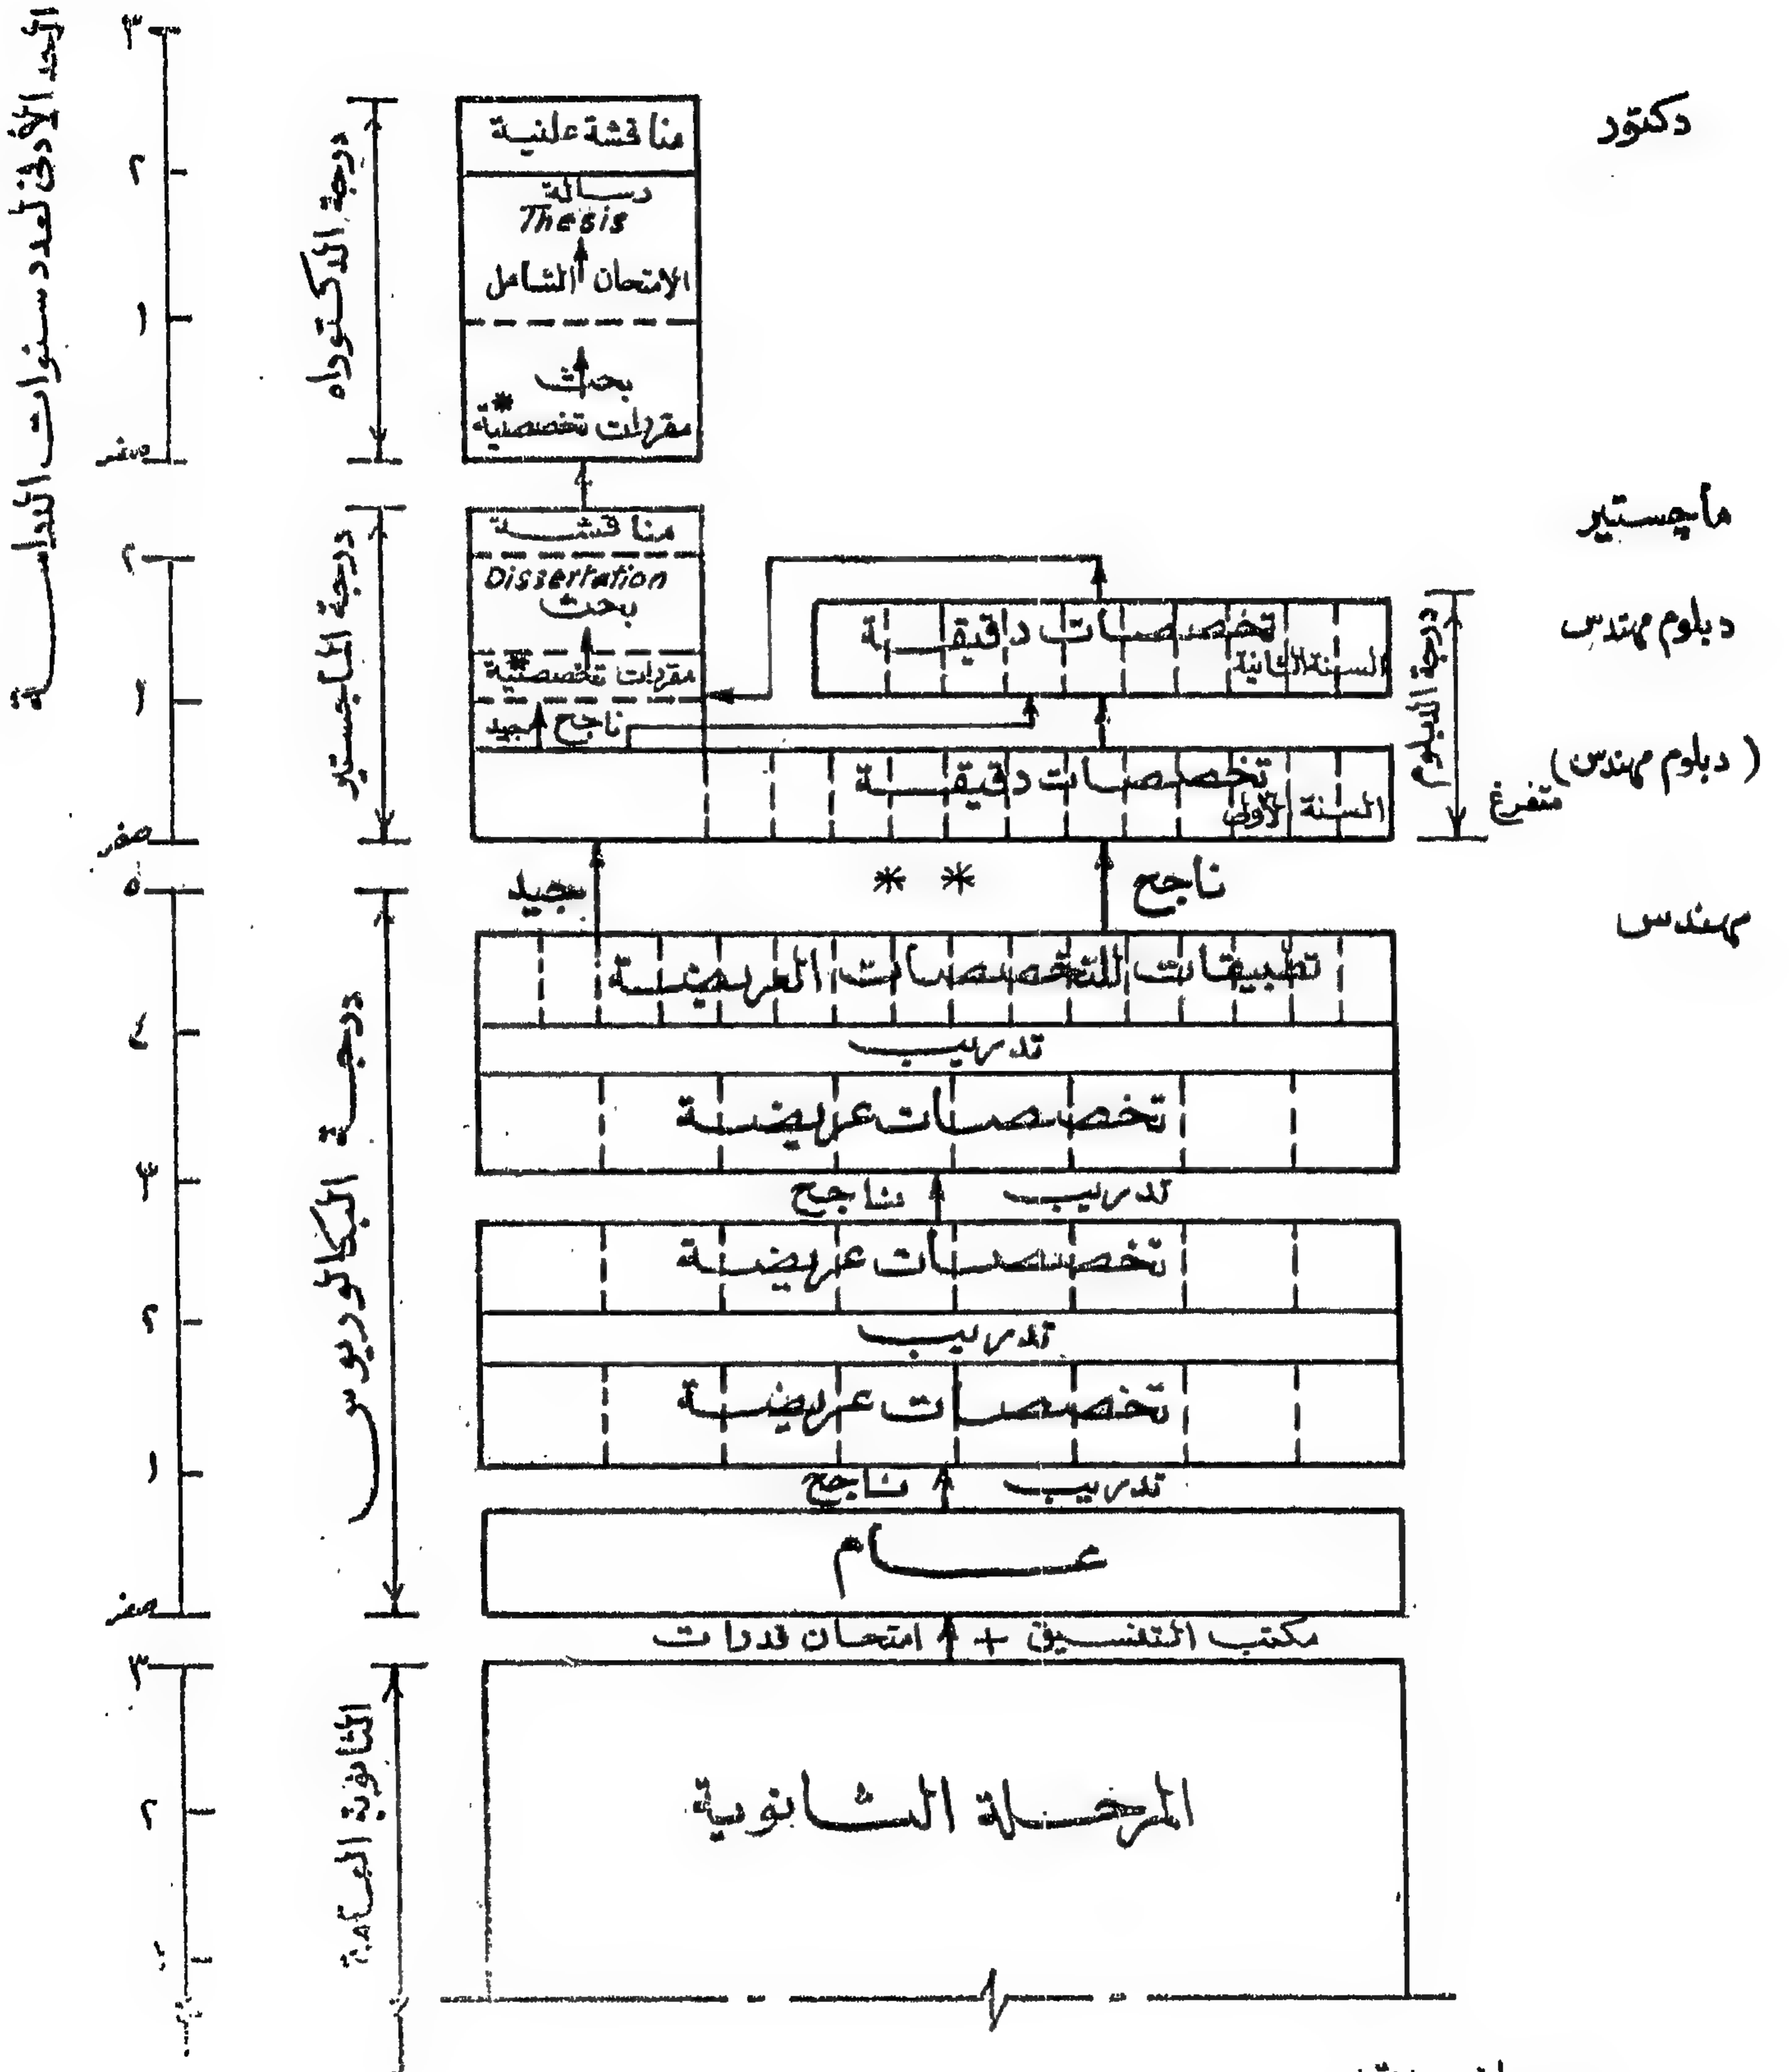 الحد الأدنى لعدد سنوات الدراسة
٣
٢
١
صفر
درجة الدكتوراه
مناقشة علنية
رسالة
Thesis
الامتحان الشامل
بحث
مقررات تخصصية *
دكتور
٢
١
صفر
درجة الماجستير
مناقشة
Dissertation
بحث
مقررات تخصصية *
ناجح جيد
ماجستير
تخصصات دقيقة
السنة الثانية
تخصصات دقيقة
السنة الأولى
درجة الدبلوم
دبلوم مهندس
(دبلوم مهندس)
متفرغ
جيد
* *
ناجح
مهندس
٥
٤
٣
٢
١
صفر
درجة البكالوريوس
تطبيقات للتخصصات العريضة
تدريب
تخصصات عريضة
تدريب ناجح
تخصصات عريضة
تدريب
تخصصات عريضة
تدريب ناجح
عام
مكتب التنسيق + امتحان قدرات
٣
٢
الثانوية العامة
المرحلة الثانوية